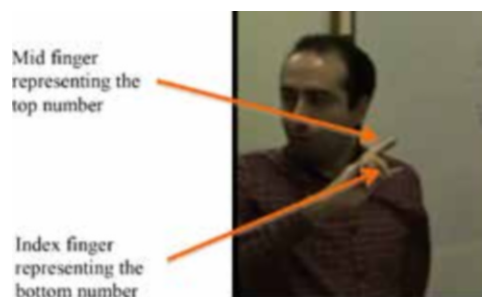 Mid finger
representing the
top number
Index finger
representing the
bottom number